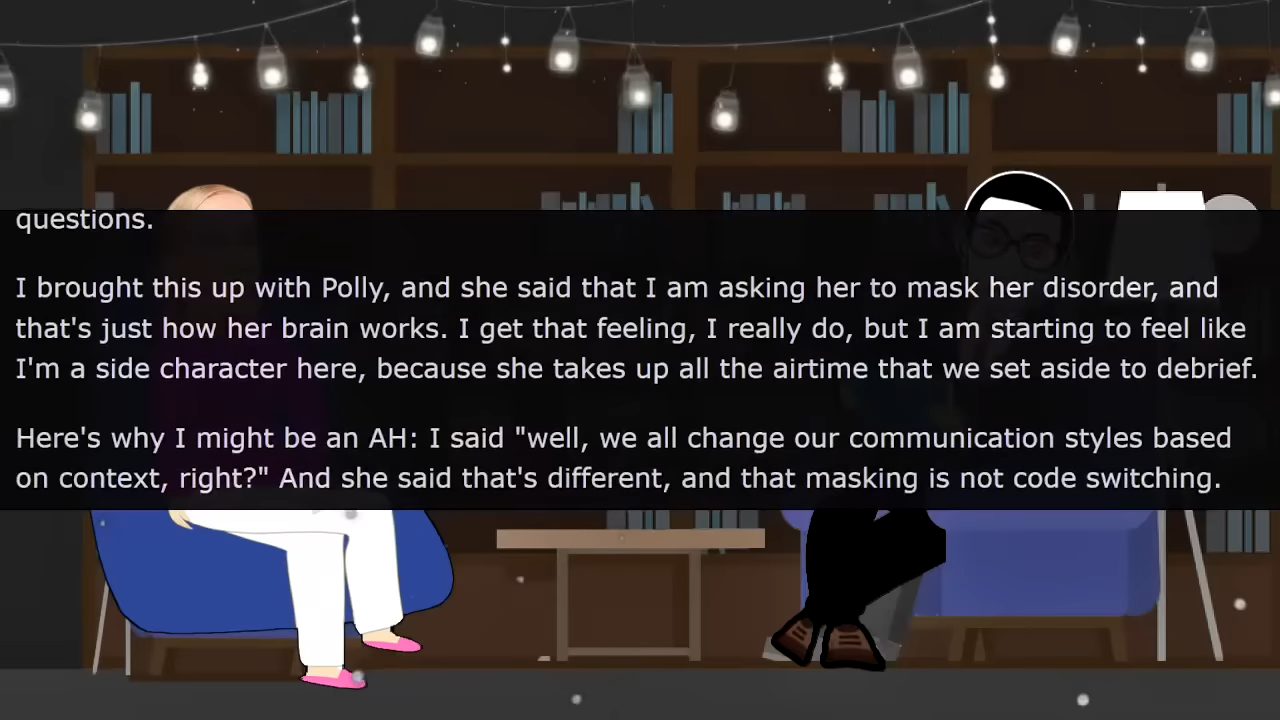 questions.
I brought this up with Polly, and she said that I am asking her to mask her disorder, and
that's just how her brain works. I get that feeling, I really do, but I am starting to feel like
I'm a side character here, because she takes up all the airtime that we set aside to debrief.
Here's why I might be an AH: I said "well, we all change our communication styles based
on context, right?" And she said that's different, and that masking is not code switching.